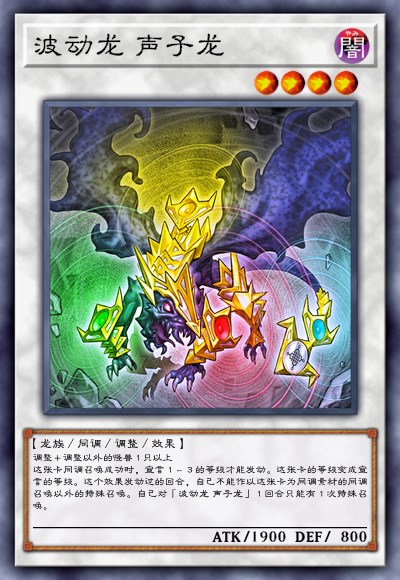 波动龙 声子龙
やみ
闇
【龙族／同调／调整／效果】
调整＋调整以外的怪兽1只以上
这张卡同调召唤成功时，宣言1～3的等级才能发动。这张卡的等级变成宣
言的等级。这个效果发动过的回合，自己不能作以这张卡为同调素材的同调
召唤以外的特殊召唤。自己对「波动龙 声子龙」1回合只能有1次特殊召
唤。
ATK/1900 DEF/ 800